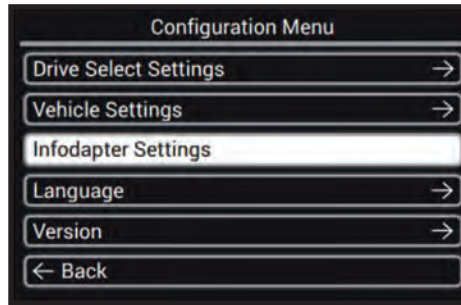 Configuration Menu
Drive Select Settings →
Vehicle Settings →
Infodapter Settings
Language →
Version →
← Back